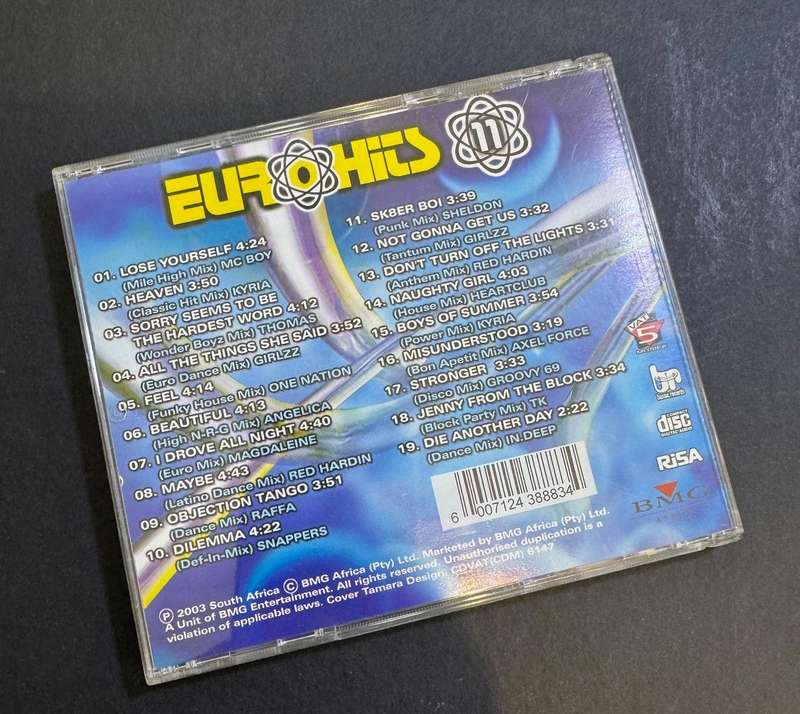 EUROHITS 11
01. LOSE YOURSELF 4:24
(Mile High Mix) MC BOY
02. HEAVEN 3:50
(Classic Hit Mix) KYRIA
03. SORRY SEEMS TO BE
THE HARDEST WORD 4:12
(Wonder Boyz Mix) THOMAS
04. ALL THE THINGS SHE SAID 3:52
(Euro Dance Mix) GIRLZZ
05. FEEL 4:14
(Funky House Mix) ONE NATION
06. BEAUTIFUL 4:13
(High N-R-G Mix) ANGELICA
07. I DROVE ALL NIGHT 4:40
(Euro Mix) MAGDALEINE
08. MAYBE 4:43
(Latino Dance Mix) RED HARDIN
09. OBJECTION TANGO 3:51
(Dance Mix) RAFFA
10. DILEMMA 4:22
(Def-In-Mix) SNAPPERS
11. SK8ER BOI 3:39
(Punk Mix) SHELDON
12. NOT GONNA GET US 3:32
(Tantum Mix) GIRLZZ
13. DON'T TURN OFF THE LIGHTS 3:31
(Anthem Mix) RED HARDIN
14. NAUGHTY GIRL 4:03
(House Mix) HEARTCLUB
15. BOYS OF SUMMER 3:54
(Power Mix) KYRIA
16. MISUNDERSTOOD 3:19
(Bon Apetit Mix) AXEL FORCE
17. STRONGER 3:33
(Disco Mix) GROOVY 69
18. JENNY FROM THE BLOCK 3:34
(Block Party Mix) TK
19. DIE ANOTHER DAY 2:22
(Dance Mix) IN.DEEP
VAT
5
COMPACT
disc
DIGITAL AUDIO
RiSA
BMG
6 007124 388834
℗ 2003 South Africa © BMG Africa (Pty) Ltd. Marketed by BMG Africa (Pty) Ltd.
A Unit of BMG Entertainment. All rights reserved. Unauthorised duplication is a
violation of applicable laws. Cover Tamara Design. CDVAT(CDM) 6147